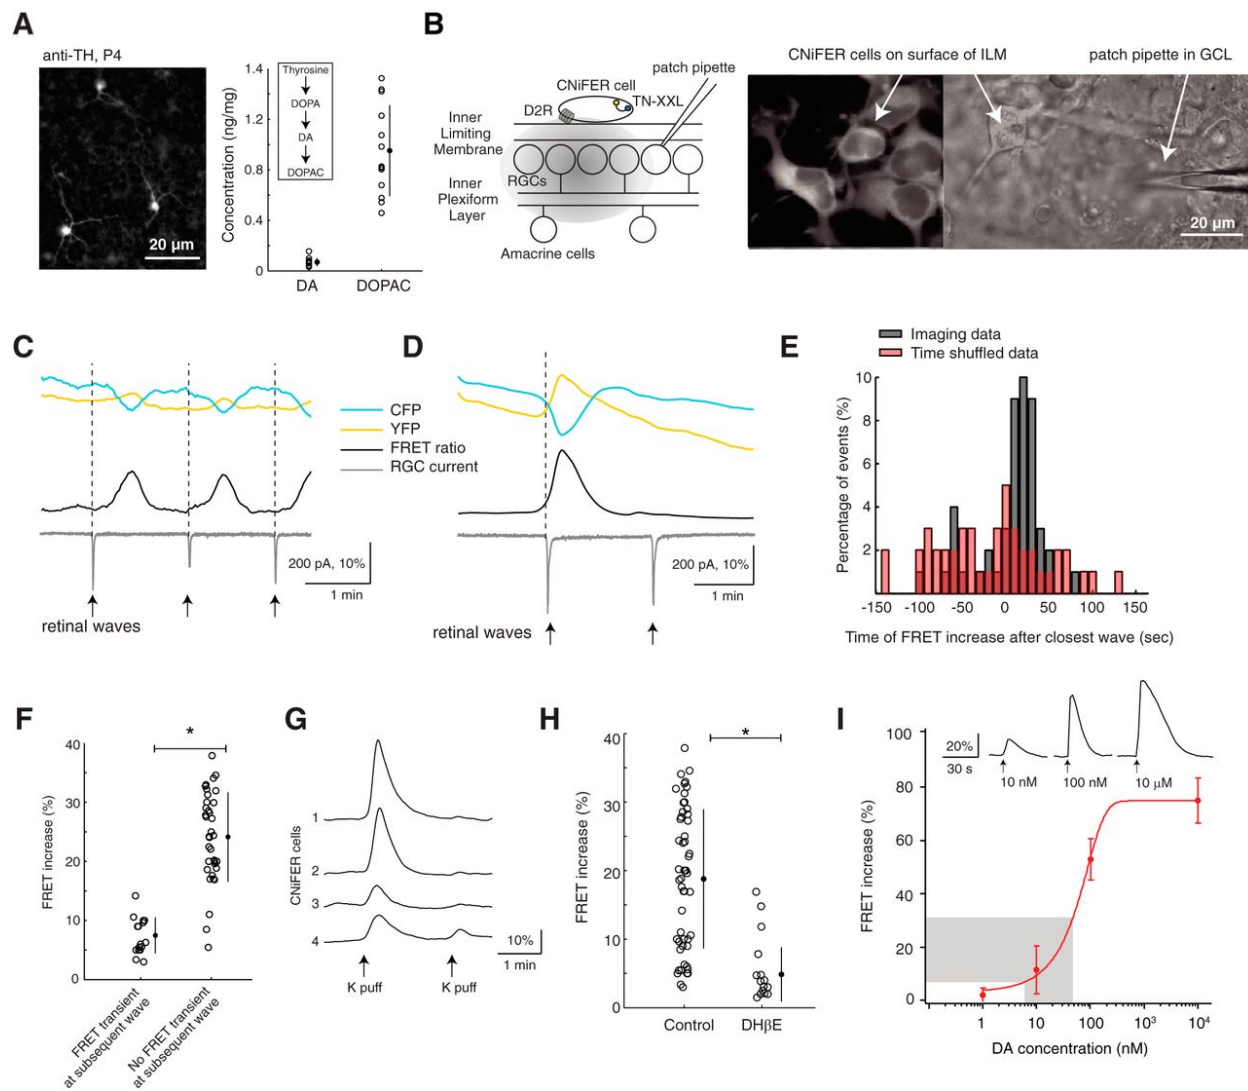 A
anti-TH, P4
20 µm
Concentration (ng/mg)
1.4
1.2
0.8
0.4
0
Thyrosine
DOPA
DA
DOPAC
DA
DOPAC
B
CNiFER cell
patch pipette
D2R
TN-XXL
Inner
Limiting
Membrane
RGCs
Inner
Plexiform
Layer
Amacrine cells
CNiFER cells on surface of ILM
patch pipette in GCL
20 µm
C
200 pA, 10%
1 min
retinal waves
CFP
YFP
FRET ratio
RGC current
D
200 pA, 10%
1 min
retinal waves
E
Imaging data
Time shuffled data
Percentage of events (%)
10
8
6
4
2
-150
-100
-50
0
50
100
150
Time of FRET increase after closest wave (sec)
F
*
FRET increase (%)
40
30
20
10
0
FRET transient
at subsequent wave
No FRET transient
at subsequent wave
G
CNiFER cells
1
2
3
4
10%
1 min
K puff
K puff
H
*
FRET increase (%)
40
30
20
10
0
Control
DHβE
I
20%
30 s
10 nM
100 nM
10 µM
FRET increase (%)
100
80
60
40
20
0
1
10
100
10³
10⁴
DA concentration (nM)